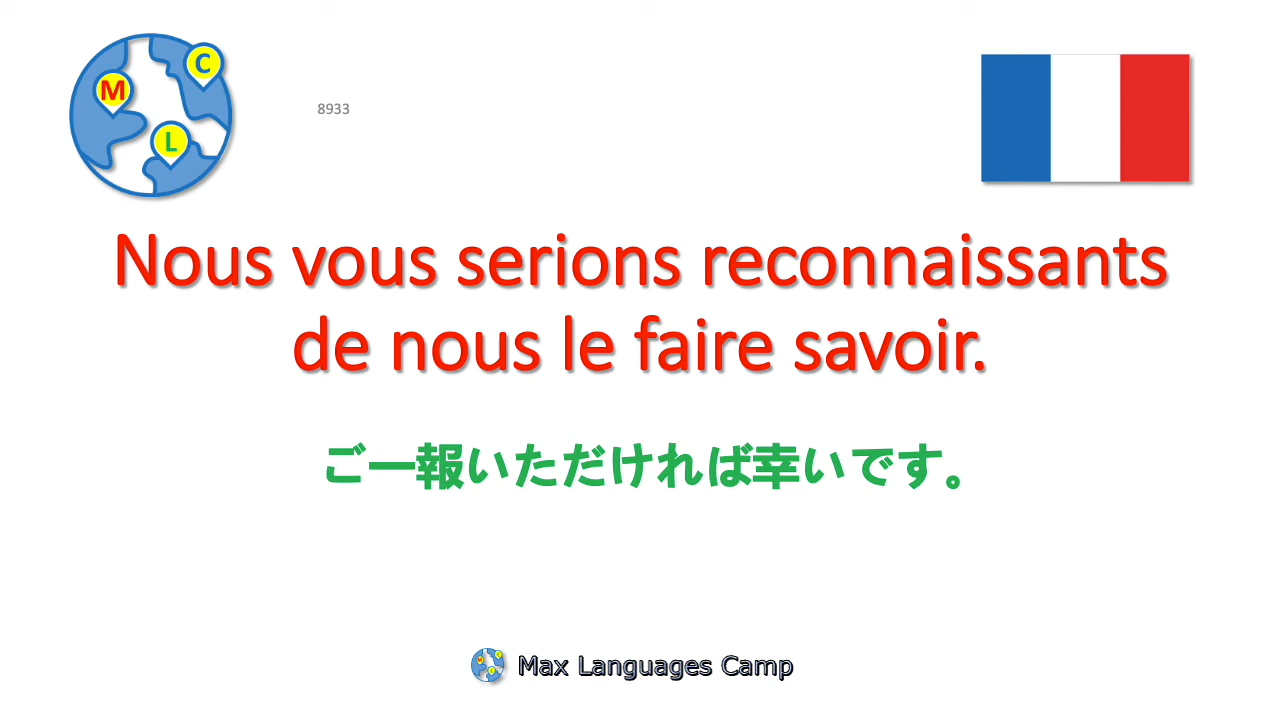 C
M
L
8933
Nous vous serions reconnaissants
de nous le faire savoir.
ご一報いただければ幸いです。
Max Languages Camp